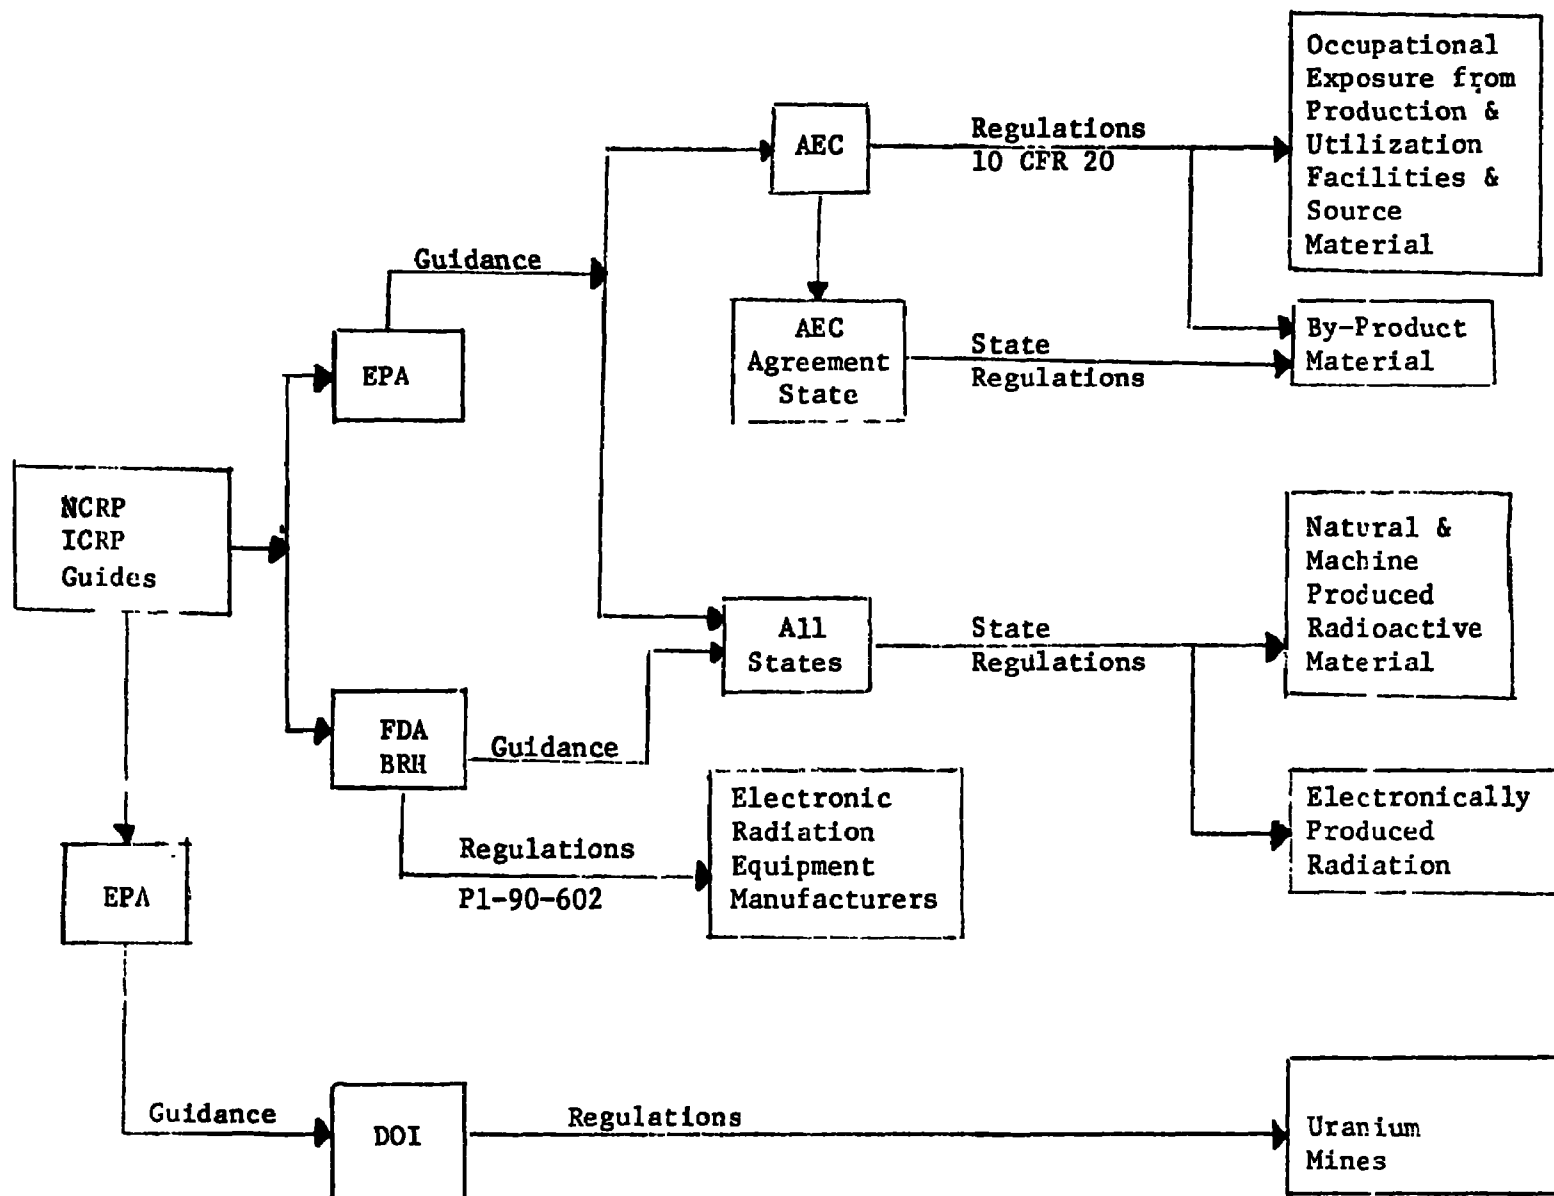 Occupational
Exposure from
Production &
Utilization
Facilities &
Source
Material
AEC
Regulations
10 CFR 20
Guidance
EPA
AEC
Agreement
State
State
Regulations
By-Product
Material
NCRP
ICRP
Guides
All
States
State
Regulations
Natural &
Machine
Produced
Radioactive
Material
FDA
BRH
Guidance
Electronic
Radiation
Equipment
Manufacturers
Regulations
P1-90-602
Electronically
Produced
Radiation
EPA
Guidance
DOI
Regulations
Uranium
Mines